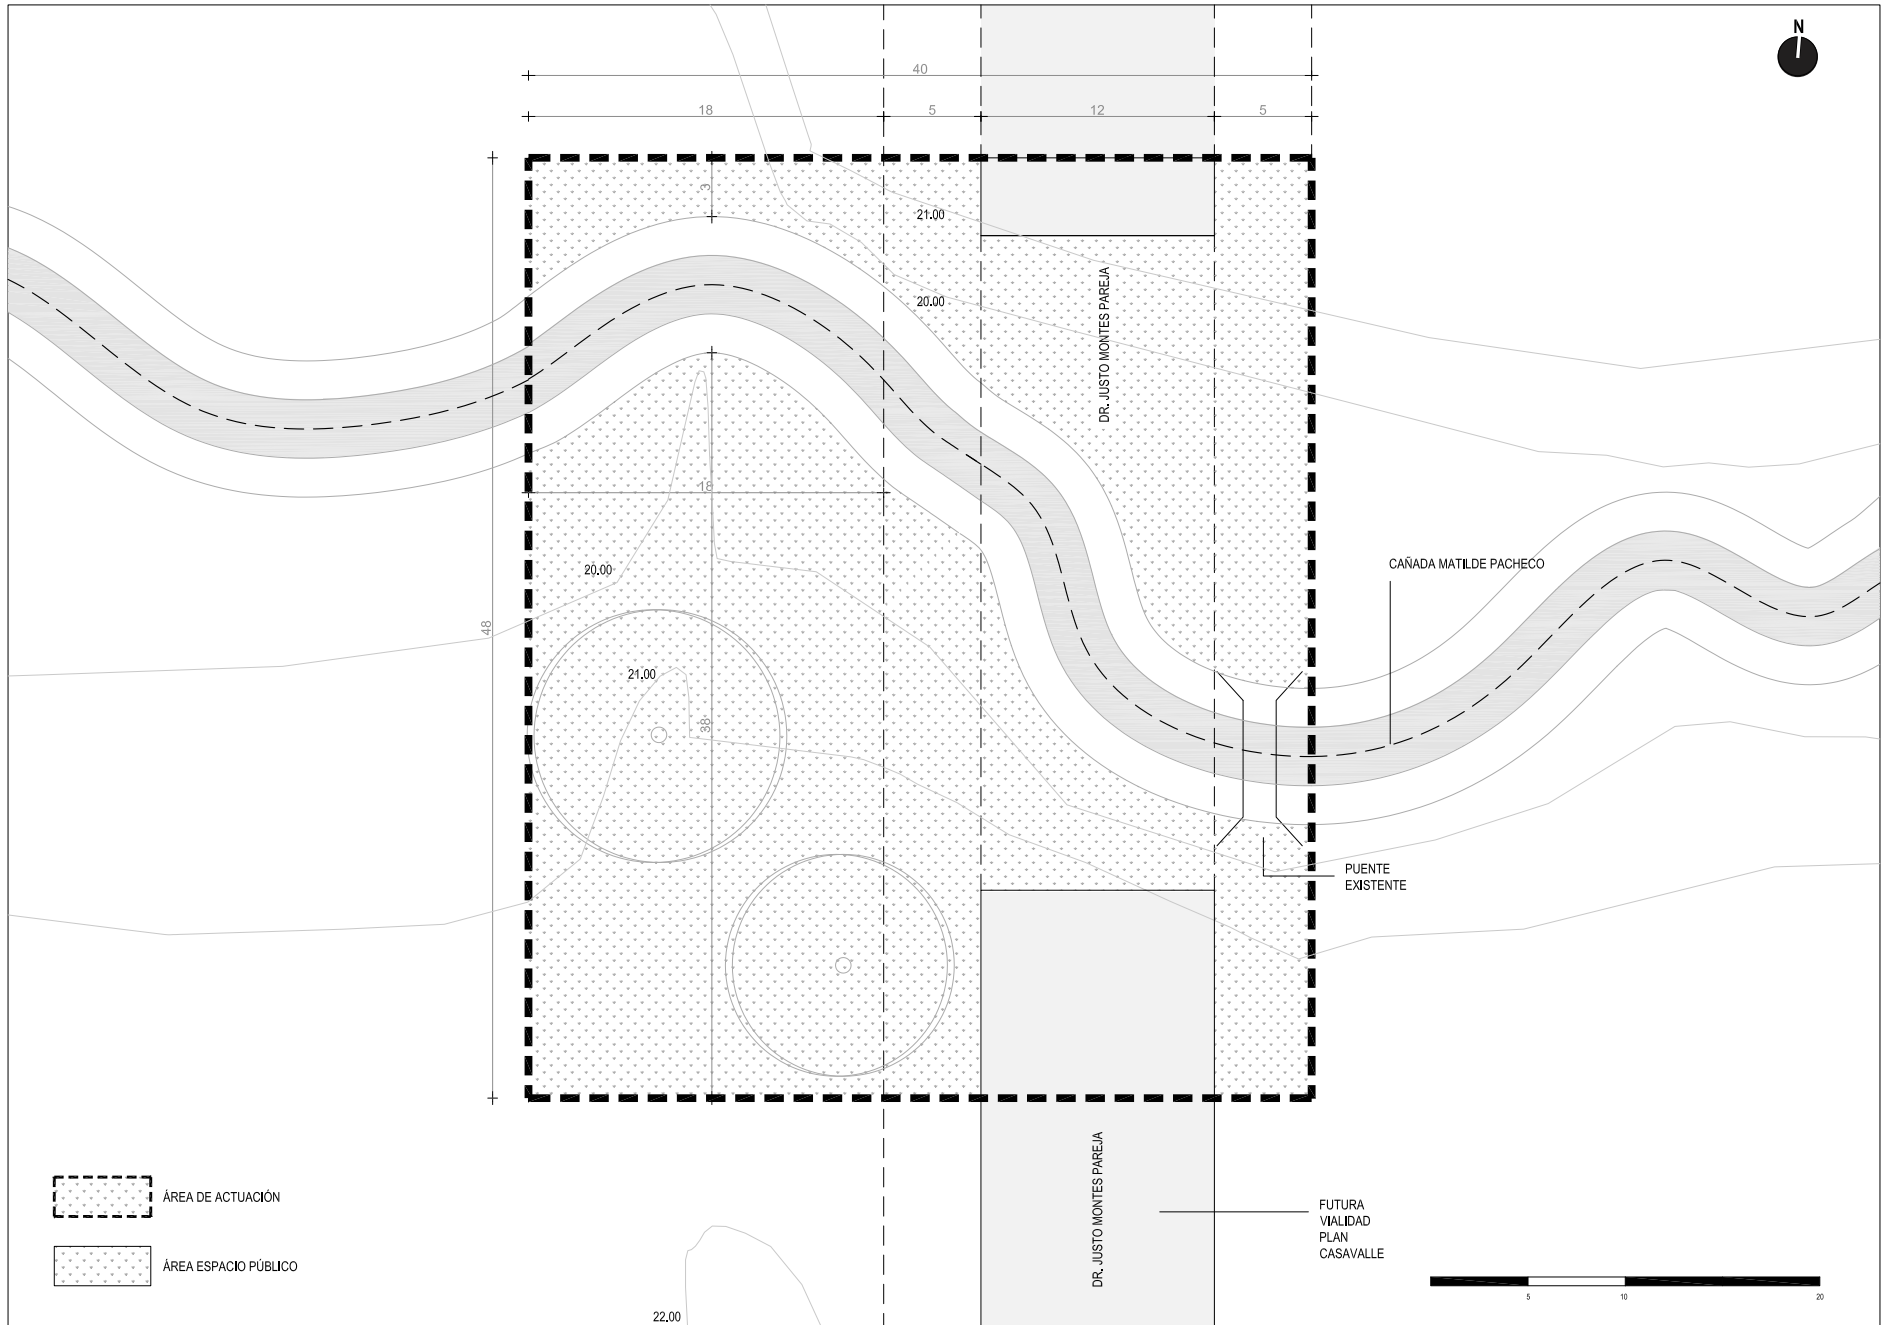 N
40
18
5
12
5
3
21.00
20.00
DR. JUSTO MONTES PAREJA
18
CAÑADA MATILDE PACHECO
20.00
48
21.00
38
PUENTE
EXISTENTE
DR. JUSTO MONTES PAREJA
ÁREA DE ACTUACIÓN
FUTURA
VIALIDAD
PLAN
CASAVALLE
ÁREA ESPACIO PÚBLICO
5
10
20
22.00